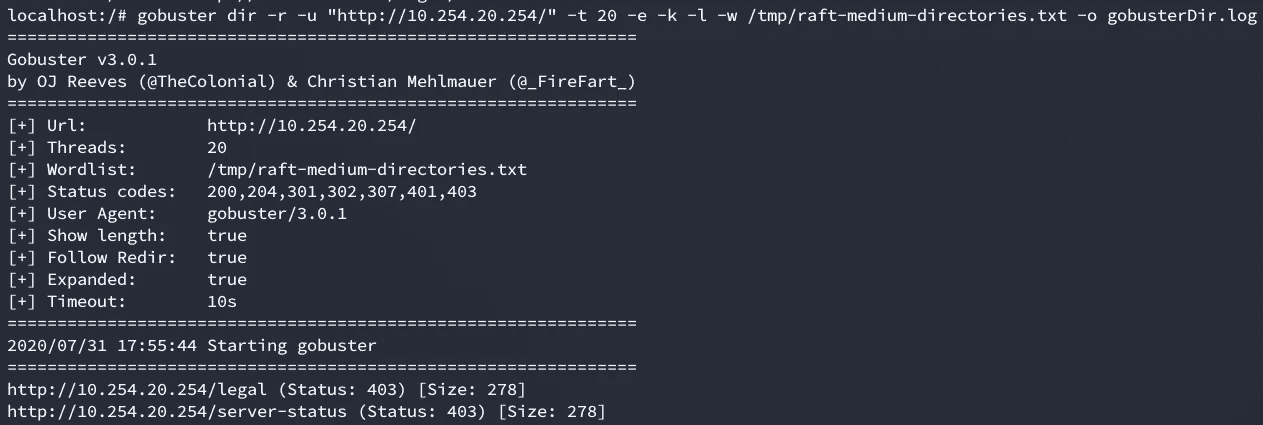 localhost:/# gobuster dir -r -u "http://10.254.20.254/" -t 20 -e -k -l -w /tmp/raft-medium-directories.txt -o gobusterDir.log
===============================================================
Gobuster v3.0.1
by OJ Reeves (@TheColonial) & Christian Mehlmauer (@_FireFart_)
===============================================================
[+] Url:            http://10.254.20.254/
[+] Threads:        20
[+] Wordlist:       /tmp/raft-medium-directories.txt
[+] Status codes:   200,204,301,302,307,401,403
[+] User Agent:     gobuster/3.0.1
[+] Show length:    true
[+] Follow Redir:   true
[+] Expanded:       true
[+] Timeout:        10s
===============================================================
2020/07/31 17:55:44 Starting gobuster
===============================================================
http://10.254.20.254/legal (Status: 403) [Size: 278]
http://10.254.20.254/server-status (Status: 403) [Size: 278]